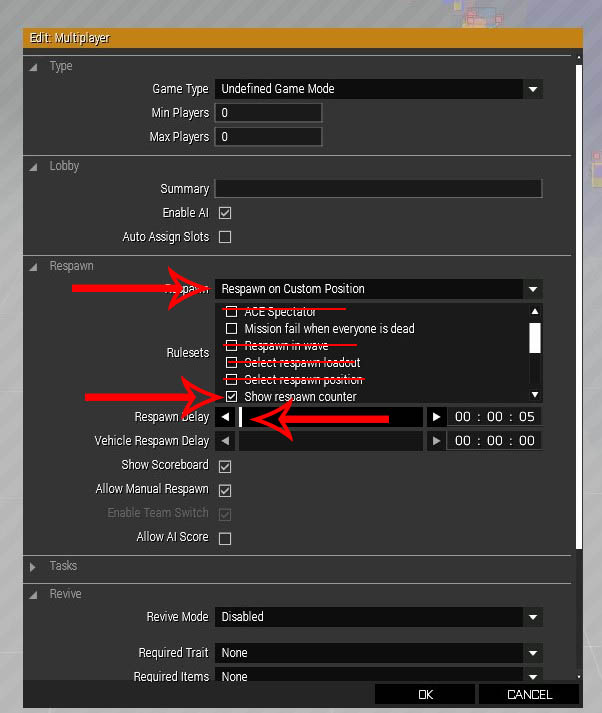 Edit: Multiplayer
Type
Game Type Undefined Game Mode
Min Players 0
Max Players 0
Lobby
Summary
Enable AI
Auto Assign Slots
Respawn
Respawn Respawn on Custom Position
Rulesets
ACE Spectator
Mission fail when everyone is dead
Respawn in wave
Select respawn loadout
Select respawn position
Show respawn counter
Respawn Delay 00 : 00 : 05
Vehicle Respawn Delay 00 : 00 : 00
Show Scoreboard
Allow Manual Respawn
Enable Team Switch
Allow AI Score
Tasks
Revive
Revive Mode Disabled
Required Trait None
Required Items None
OK CANCEL